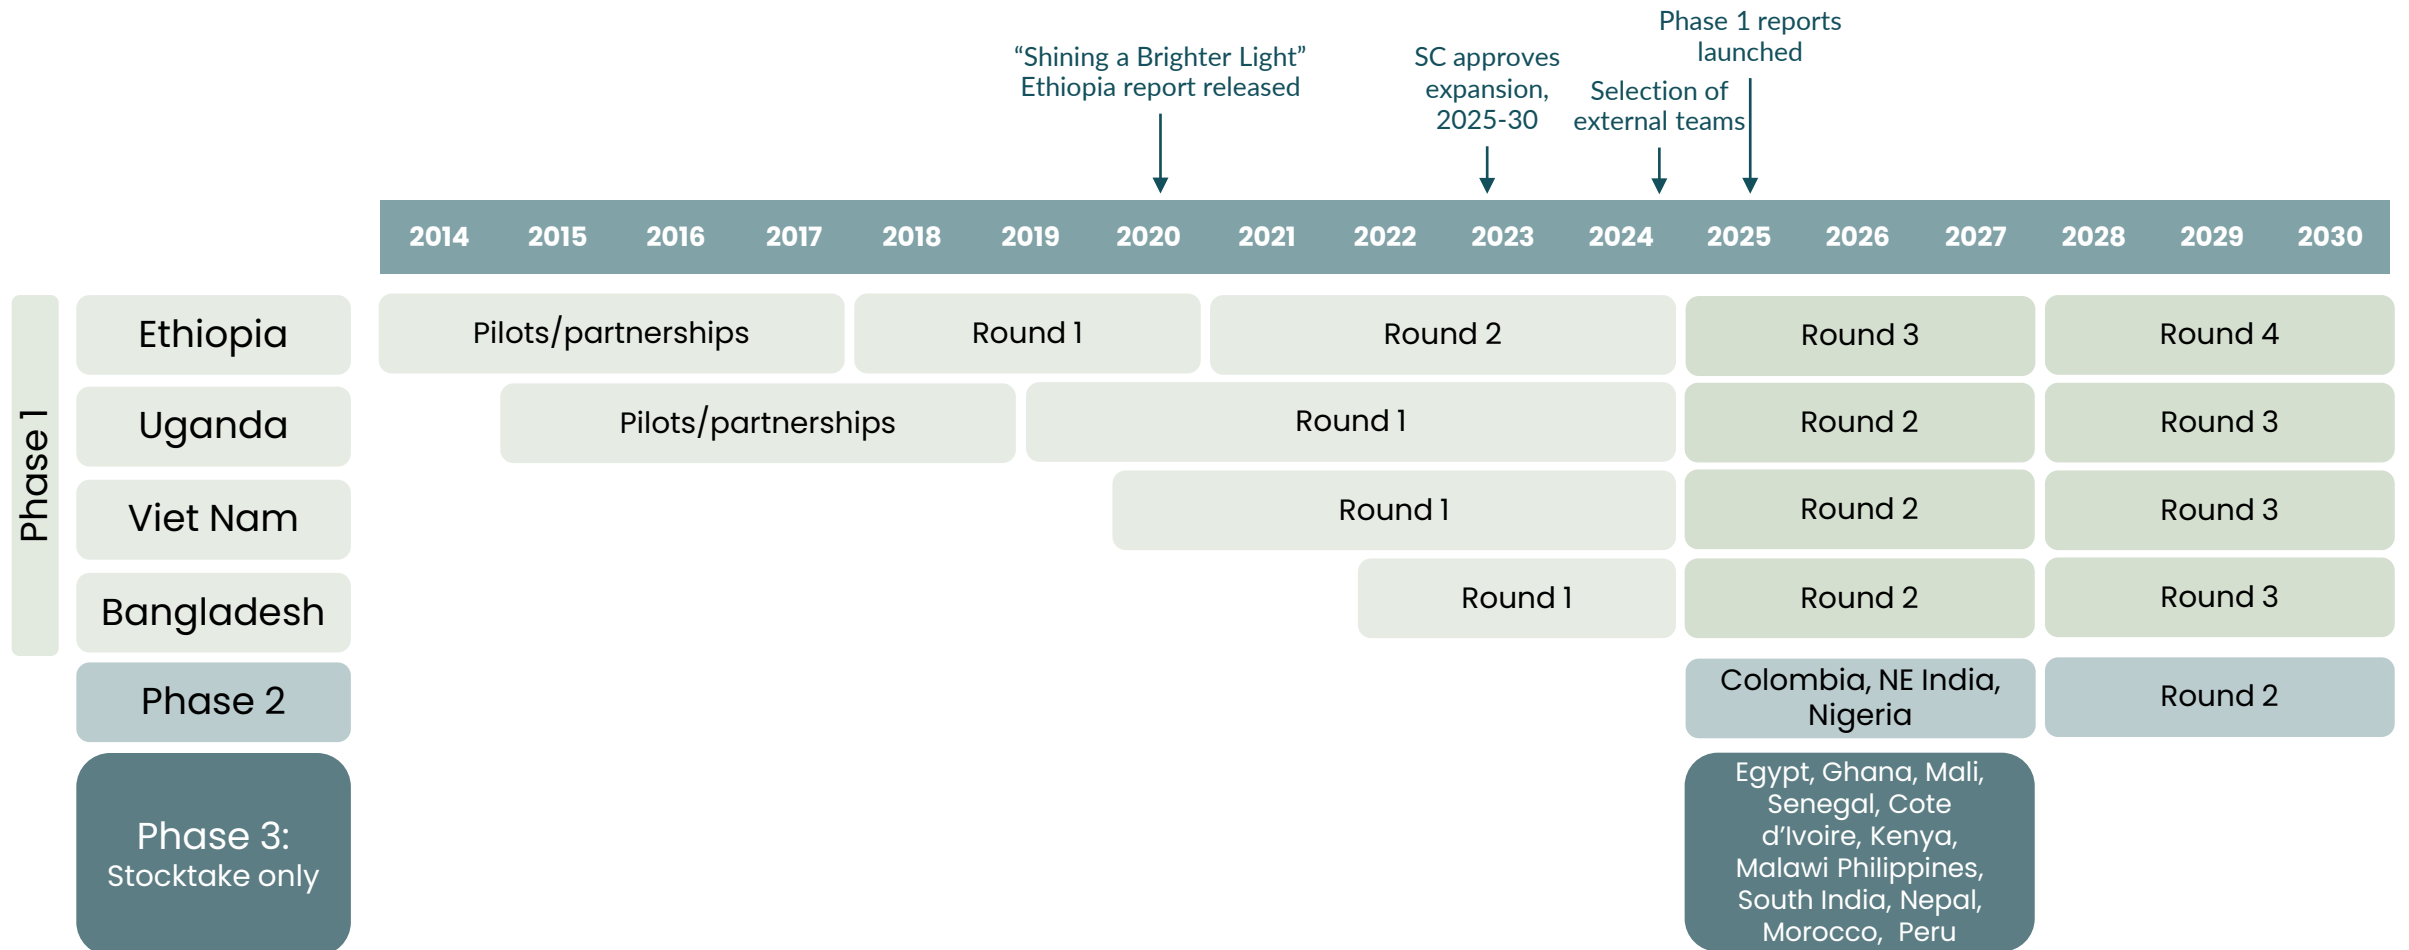 Phase 1 reports
launched
“Shining a Brighter Light”
Ethiopia report released
SC approves
expansion,
2025-30
Selection of
external teams
2014 2015 2016 2017 2018 2019 2020 2021 2022 2023 2024 2025 2026 2027 2028 2029 2030
Phase 1
Ethiopia
Pilots/partnerships
Round 1
Round 2
Round 3
Round 4
Uganda
Pilots/partnerships
Round 1
Round 2
Round 3
Viet Nam
Round 1
Round 2
Round 3
Bangladesh
Round 1
Round 2
Round 3
Phase 2
Colombia, NE India,
Nigeria
Round 2
Phase 3:
Stocktake only
Egypt, Ghana, Mali,
Senegal, Cote
d’Ivoire, Kenya,
Malawi Philippines,
South India, Nepal,
Morocco, Peru